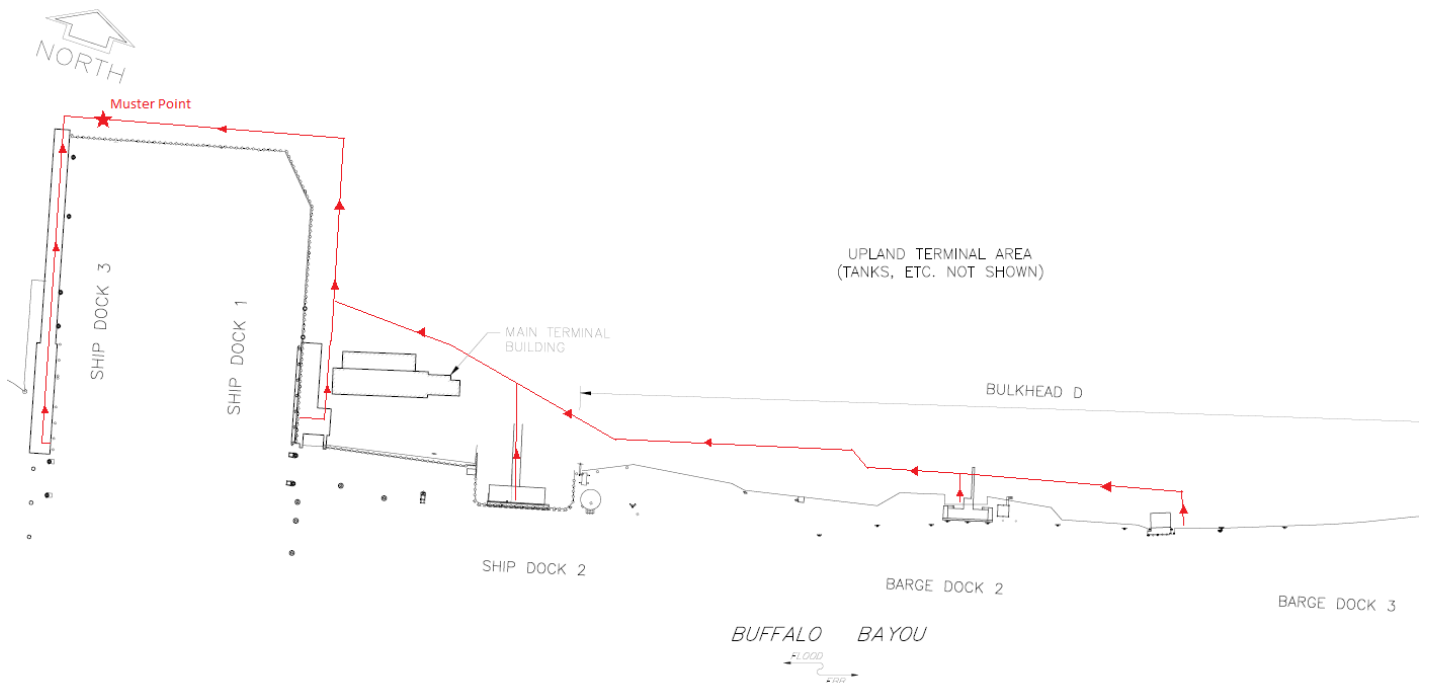 NORTH
Muster Point
UPLAND TERMINAL AREA
(TANKS, ETC. NOT SHOWN)
SHIP DOCK 3
SHIP DOCK 1
MAIN TERMINAL
BUILDING
BULKHEAD D
SHIP DOCK 2
BARGE DOCK 2
BARGE DOCK 3
BUFFALO BAYOU
FLOOD
EBB